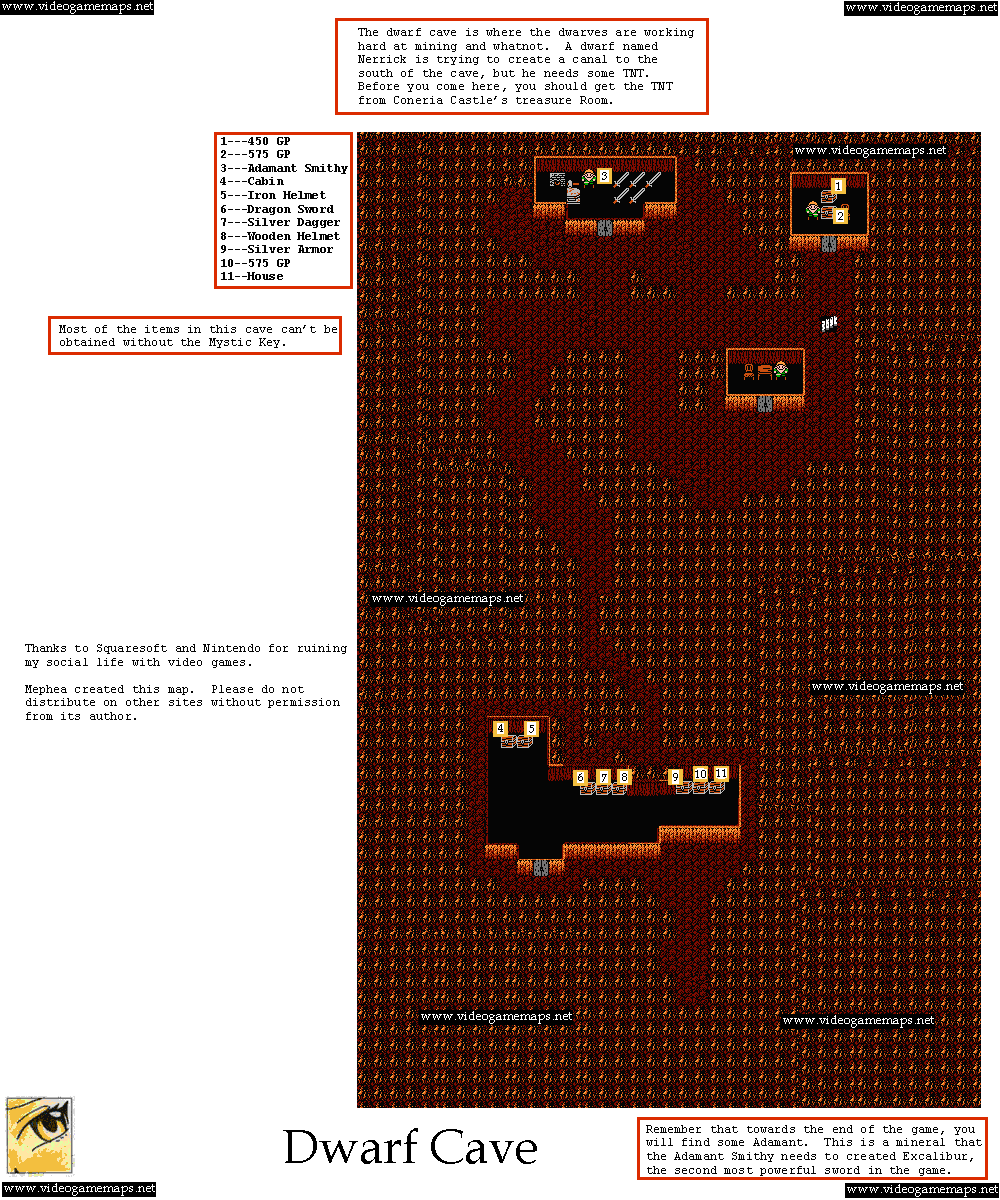 www.videogamemaps.net
www.videogamemaps.net
The dwarf cave is where the dwarves are working
hard at mining and whatnot.  A dwarf named
Nerrick is trying to create a canal to the
south of the cave, but he needs some TNT.
Before you come here, you should get the TNT
from Coneria Castle's treasure Room.
1---450 GP
2---575 GP
3---Adamant Smithy
4---Cabin
5---Iron Helmet
6---Dragon Sword
7---Silver Dagger
8---Wooden Helmet
9---Silver Armor
10--575 GP
11--House
www.videogamemaps.net
3
1
2
Most of the items in this cave can't be
obtained without the Mystic Key.
www.videogamemaps.net
Thanks to Squaresoft and Nintendo for ruining
my social life with video games.
Mephea created this map.  Please do not
distribute on other sites without permission
from its author.
www.videogamemaps.net
4 5
6 7 8 9 10 11
www.videogamemaps.net
www.videogamemaps.net
Dwarf Cave
Remember that towards the end of the game, you
will find some Adamant.  This is a mineral that
the Adamant Smithy needs to created Excalibur,
the second most powerful sword in the game.
www.videogamemaps.net
www.videogamemaps.net